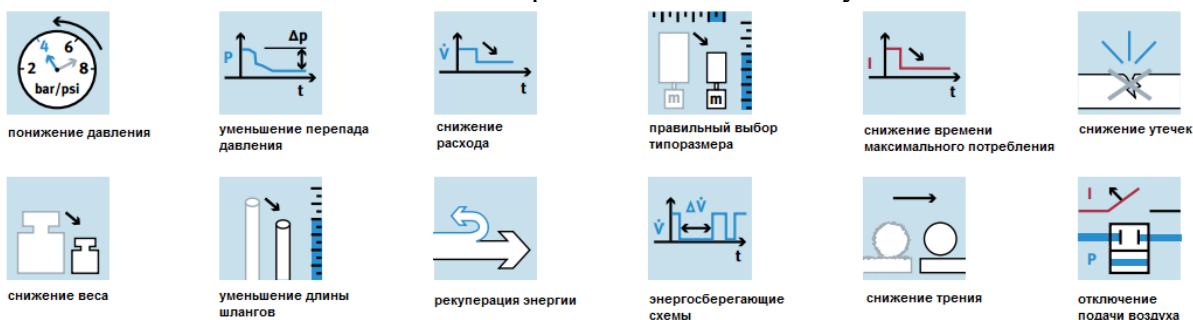 4 6
2 8
bar/psi
понижение давления
Δp
P
t
уменьшение перепада
давления
V̇
t
снижение
расхода
m m
правильный выбор
типоразмера
I
t
снижение времени
максимального потребления
снижение утечек
снижение веса
уменьшение длины
шлангов
рекуперация энергии
ΔV̇
V̇
t
энергосберегающие
схемы
снижение трения
I
P
отключение
подачи воздуха